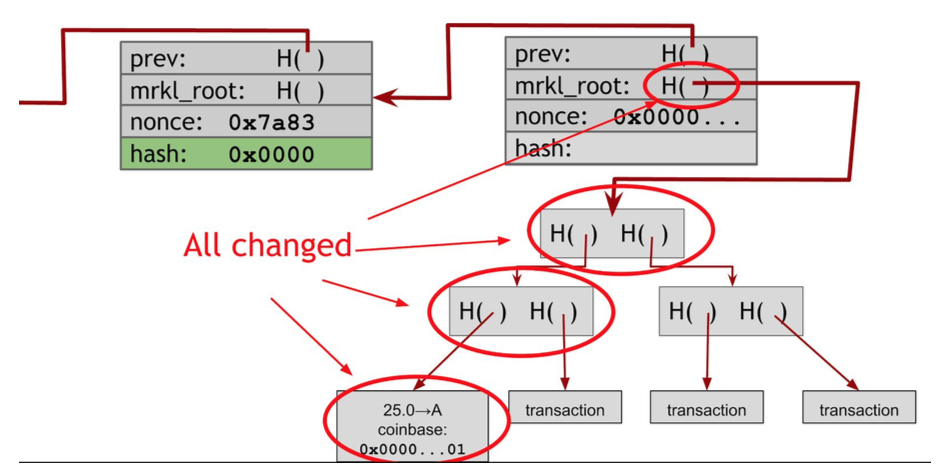 prev: H( )
mrkl_root: H( )
nonce: 0x7a83
hash: 0x0000
prev: H( )
mrkl_root: H( )
nonce: 0x0000...
hash:
All changed
H( ) H( )
H( ) H( )
H( ) H( )
25.0→A
coinbase:
0x0000...01
transaction
transaction
transaction